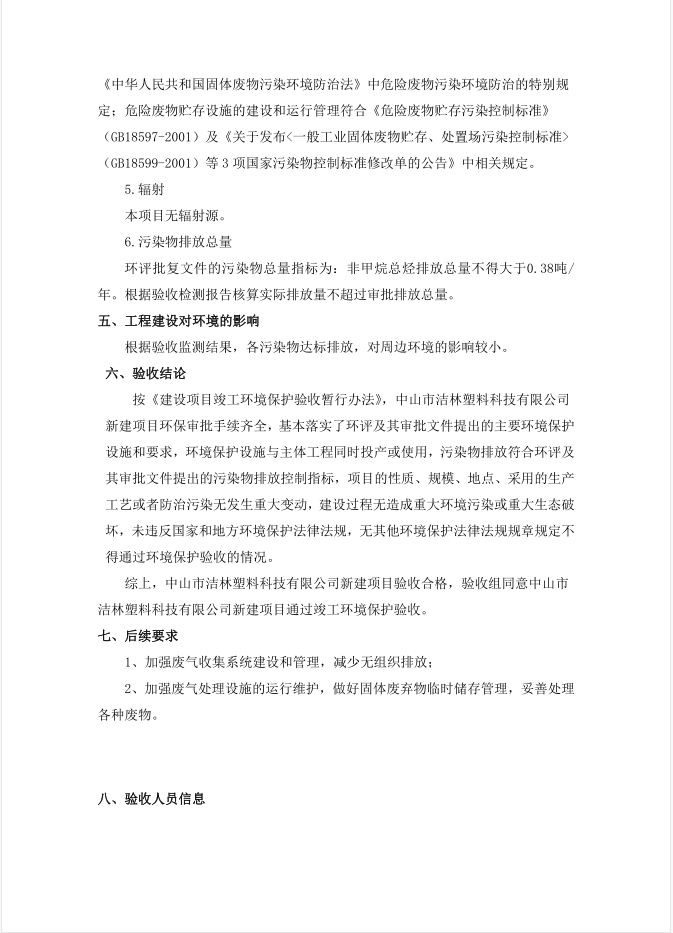 《中华人民共和国固体废物污染环境防治法》中危险废物污染环境防治的特别规
定；危险废物贮存设施的建设和运行管理符合《危险废物贮存污染控制标准》
（GB18597-2001）及《关于发布<一般工业固体废物贮存、处置场污染控制标准>
（GB18599-2001）等 3 项国家污染物控制标准修改单的公告》中相关规定。
5.辐射
本项目无辐射源。
6.污染物排放总量
环评批复文件的污染物总量指标为：非甲烷总烃排放总量不得大于0.38吨/
年。根据验收检测报告核算实际排放量不超过审批排放总量。
五、工程建设对环境的影响
根据验收监测结果，各污染物达标排放，对周边环境的影响较小。
六、验收结论
按《建设项目竣工环境保护验收暂行办法》，中山市洁林塑料科技有限公司
新建项目环保审批手续齐全，基本落实了环评及其审批文件提出的主要环境保护
设施和要求，环境保护设施与主体工程同时投产或使用，污染物排放符合环评及
其审批文件提出的污染物排放控制指标，项目的性质、规模、地点、采用的生产
工艺或者防治污染无发生重大变动，建设过程无造成重大环境污染或重大生态破
坏，未违反国家和地方环境保护法律法规，无其他环境保护法律法规规章规定不
得通过环境保护验收的情况。
综上，中山市洁林塑料科技有限公司新建项目验收合格，验收组同意中山市
洁林塑料科技有限公司新建项目通过竣工环境保护验收。
七、后续要求
1、加强废气收集系统建设和管理，减少无组织排放；
2、加强废气处理设施的运行维护，做好固体废弃物临时储存管理，妥善处理
各种废物。
八、验收人员信息